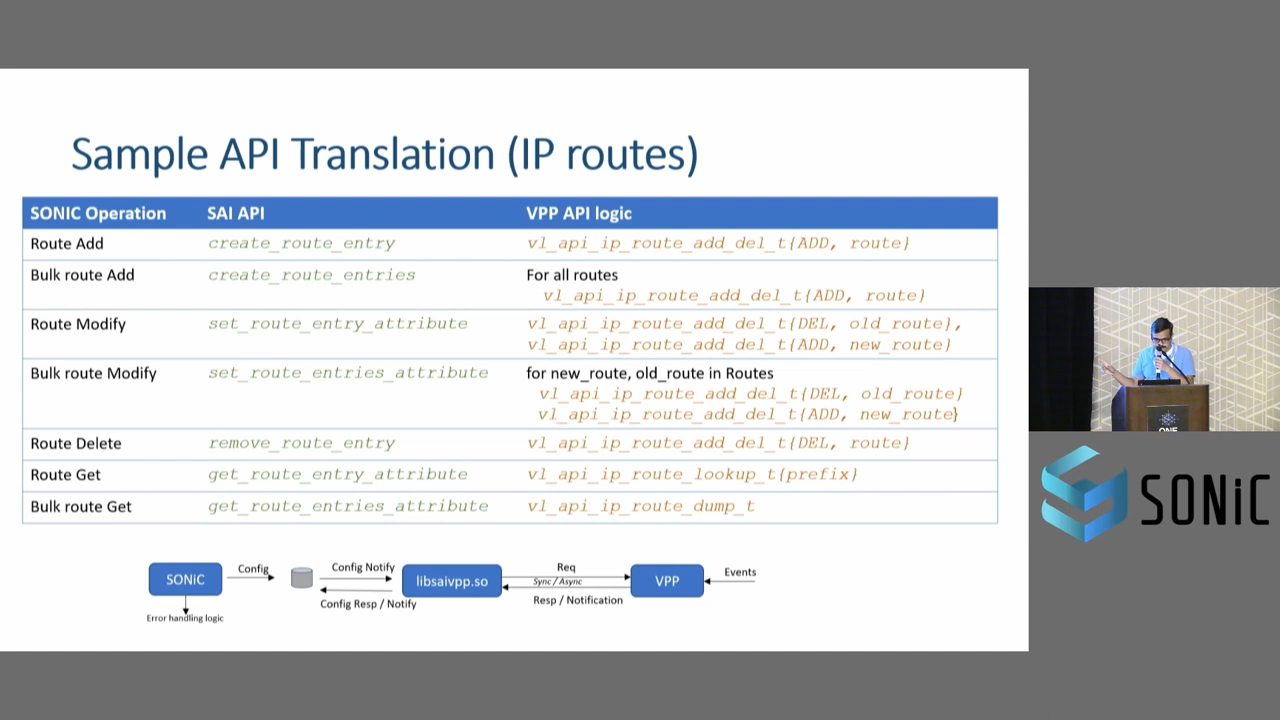 Sample API Translation (IP routes)
SONIC Operation SAI API VPP API logic
Route Add create_route_entry vl_api_ip_route_add_del_t{ADD, route}
Bulk route Add create_route_entries For all routes
vl_api_ip_route_add_del_t{ADD, route}
Route Modify set_route_entry_attribute vl_api_ip_route_add_del_t{DEL, old_route},
vl_api_ip_route_add_del_t{ADD, new_route}
Bulk route Modify set_route_entries_attribute for new_route, old_route in Routes
vl_api_ip_route_add_del_t{DEL, old_route}
vl_api_ip_route_add_del_t{ADD, new_route}
Route Delete remove_route_entry vl_api_ip_route_add_del_t{DEL, route}
Route Get get_route_entry_attribute vl_api_ip_route_lookup_t{prefix}
Bulk route Get get_route_entries_attribute vl_api_ip_route_dump_t
SONiC
Config
Config Notify
Config Resp / Notify
libsaivpp.so
Req
Sync / Async
Resp / Notification
VPP
Events
Error handling logic
ONE
SONiC